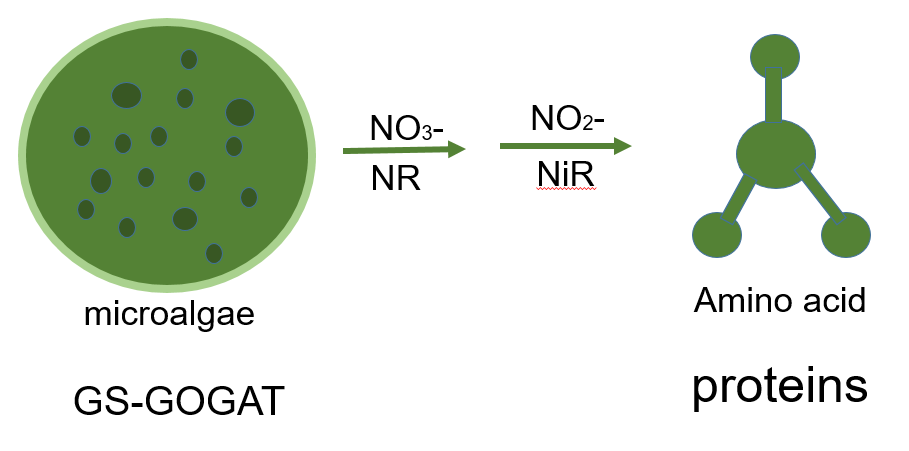 NO3-
NR
NO2-
NiR
microalgae
Amino acid
GS-GOGAT
proteins